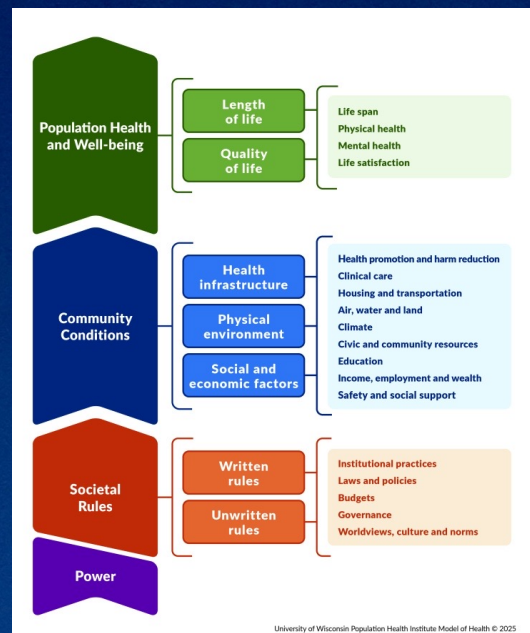 Population Health
and Well-being
Length
of life
Quality
of life
Life span
Physical health
Mental health
Life satisfaction
Community
Conditions
Health
infrastructure
Physical
environment
Social and
economic factors
Health promotion and harm reduction
Clinical care
Housing and transportation
Air, water and land
Climate
Civic and community resources
Education
Income, employment and wealth
Safety and social support
Societal
Rules
Written
rules
Unwritten
rules
Institutional practices
Laws and policies
Budgets
Governance
Worldviews, culture and norms
Power
University of Wisconsin Population Health Institute Model of Health © 2025